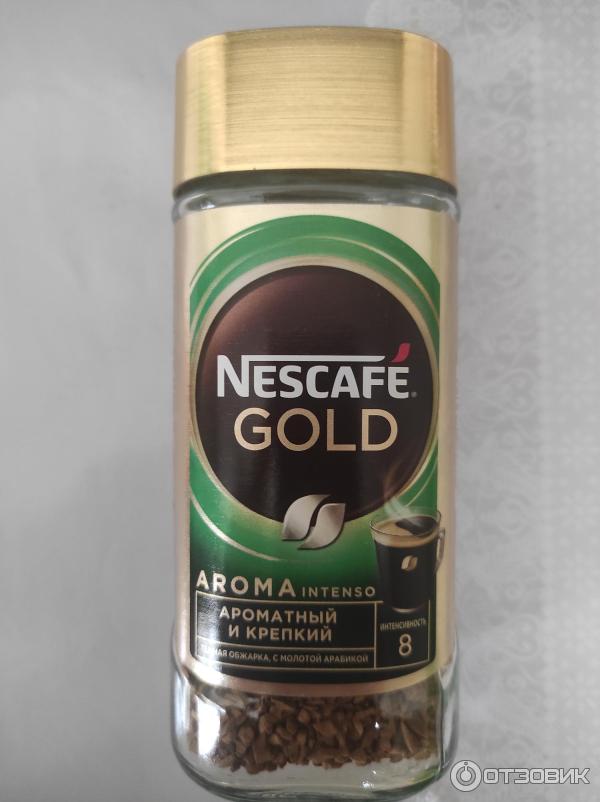 NESCAFÉ®
GOLD
AROMA INTENSO
АРОМАТНЫЙ
И КРЕПКИЙ
ОБЖАРКА, С МОЛОТОЙ АРАБИКОЙ
ИНТЕНСИВНОСТЬ
8
ОТЗОВИК